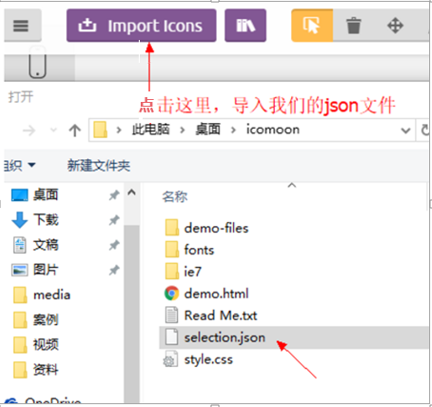 Import Icons
点击这里，导入我们的json文件
打开
此电脑 > 桌面 > icomoon
组织 新建文件夹
名称
桌面
下载
文稿
图片
media
案例
视频
资料
OneDrive
demo-files
fonts
ie7
demo.html
Read Me.txt
selection.json
style.css